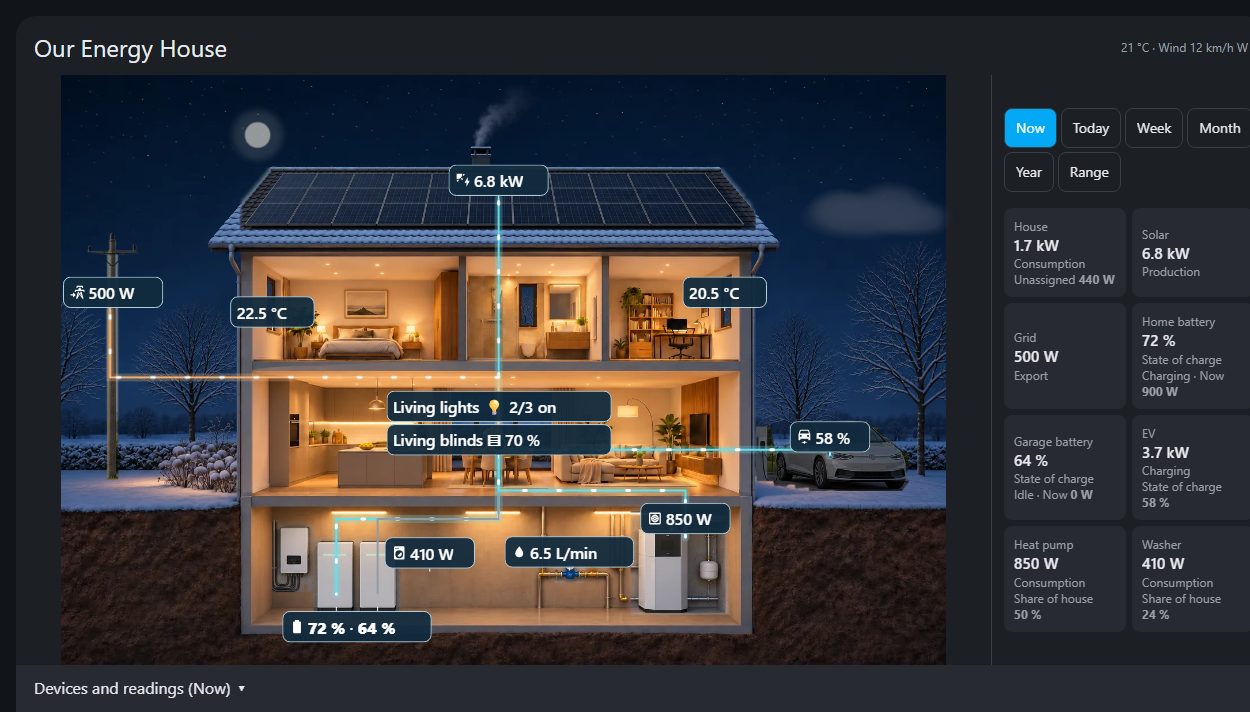 Our Energy House
21 °C · Wind 12 km/h W
6.8 kW
500 W
22.5 °C
20.5 °C
Living lights 💡 2/3 on
Living blinds 70 %
58 %
850 W
410 W
6.5 L/min
72 % · 64 %
Now
Today
Week
Month
Year
Range
House
1.7 kW
Consumption
Unassigned 440 W
Solar
6.8 kW
Production
Grid
500 W
Export
Home battery
72 %
State of charge
Charging · Now
900 W
Garage battery
64 %
State of charge
Idle · Now 0 W
EV
3.7 kW
Charging
State of charge
58 %
Heat pump
850 W
Consumption
Share of house
50 %
Washer
410 W
Consumption
Share of house
24 %
Devices and readings (Now) ▾